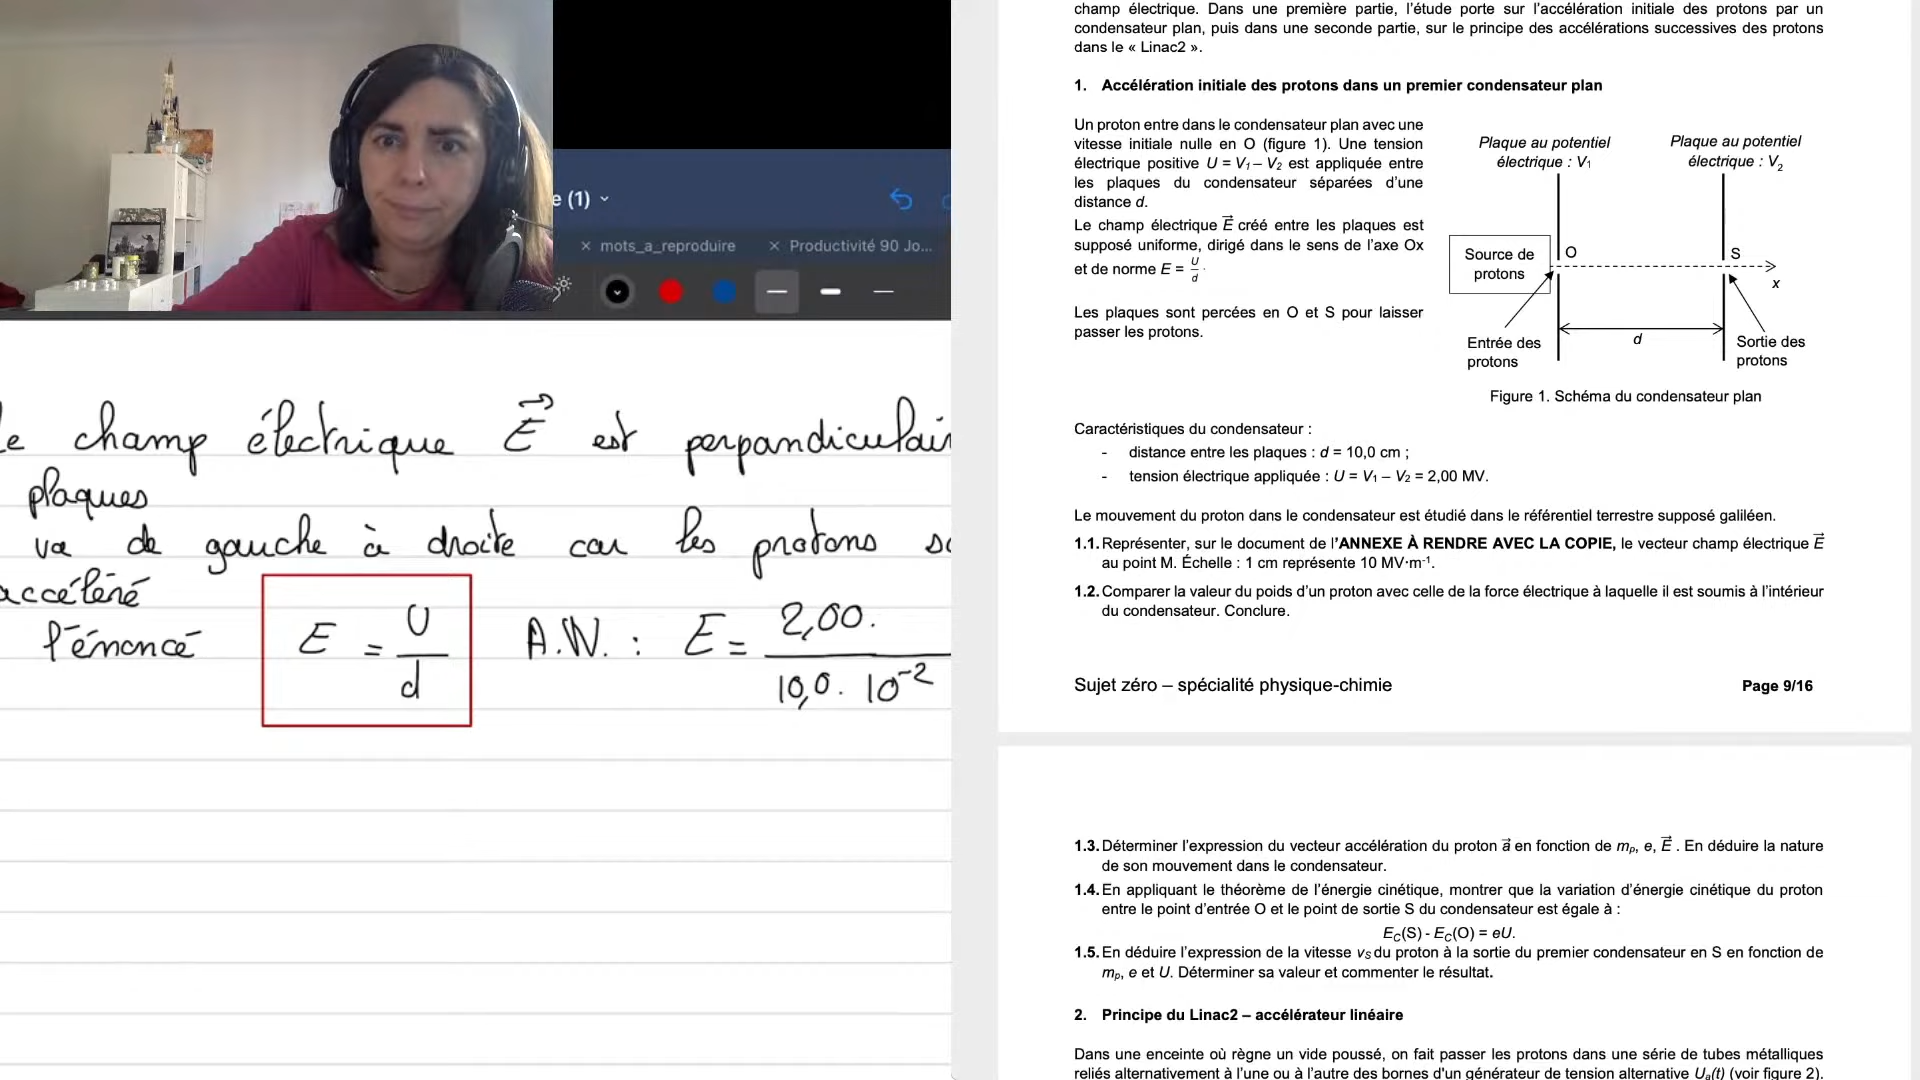 e (1)
mots_a_reproduire
Productivité 90 Jo...
le champ électrique E⃗ est perpandiculair
plaques
va de gauche à droite car les protons so
accéléré
l'énoncé E = U/d A.N. : E = 2,00. / 10,0. 10⁻²
champ électrique. Dans une première partie, l'étude porte sur l'accélération initiale des protons par un
condensateur plan, puis dans une seconde partie, sur le principe des accélérations successives des protons
dans le « Linac2 ».
1. Accélération initiale des protons dans un premier condensateur plan
Un proton entre dans le condensateur plan avec une
vitesse initiale nulle en O (figure 1). Une tension
électrique positive U = V₁ – V₂ est appliquée entre
les plaques du condensateur séparées d'une
distance d.
Le champ électrique E⃗ créé entre les plaques est
supposé uniforme, dirigé dans le sens de l'axe Ox
et de norme E = U/d.
Les plaques sont percées en O et S pour laisser
passer les protons.
Plaque au potentiel
électrique : V₁
Plaque au potentiel
électrique : V₂
Source de
protons
O
S
x
d
Entrée des
protons
Sortie des
protons
Figure 1. Schéma du condensateur plan
Caractéristiques du condensateur :
- distance entre les plaques : d = 10,0 cm ;
- tension électrique appliquée : U = V₁ – V₂ = 2,00 MV.
Le mouvement du proton dans le condensateur est étudié dans le référentiel terrestre supposé galiléen.
1.1. Représenter, sur le document de l'ANNEXE À RENDRE AVEC LA COPIE, le vecteur champ électrique E⃗
au point M. Échelle : 1 cm représente 10 MV·m⁻¹.
1.2. Comparer la valeur du poids d'un proton avec celle de la force électrique à laquelle il est soumis à l'intérieur
du condensateur. Conclure.
Sujet zéro – spécialité physique-chimie Page 9/16
1.3. Déterminer l'expression du vecteur accélération du proton a⃗ en fonction de mₚ, e, E⃗ . En déduire la nature
de son mouvement dans le condensateur.
1.4. En appliquant le théorème de l'énergie cinétique, montrer que la variation d'énergie cinétique du proton
entre le point d'entrée O et le point de sortie S du condensateur est égale à :
E_C(S) - E_C(O) = eU.
1.5. En déduire l'expression de la vitesse v_S du proton à la sortie du premier condensateur en S en fonction de
mₚ, e et U. Déterminer sa valeur et commenter le résultat.
2. Principe du Linac2 – accélérateur linéaire
Dans une enceinte où règne un vide poussé, on fait passer les protons dans une série de tubes métalliques
reliés alternativement à l'une ou à l'autre des bornes d'un générateur de tension alternative Uₐ(t) (voir figure 2).